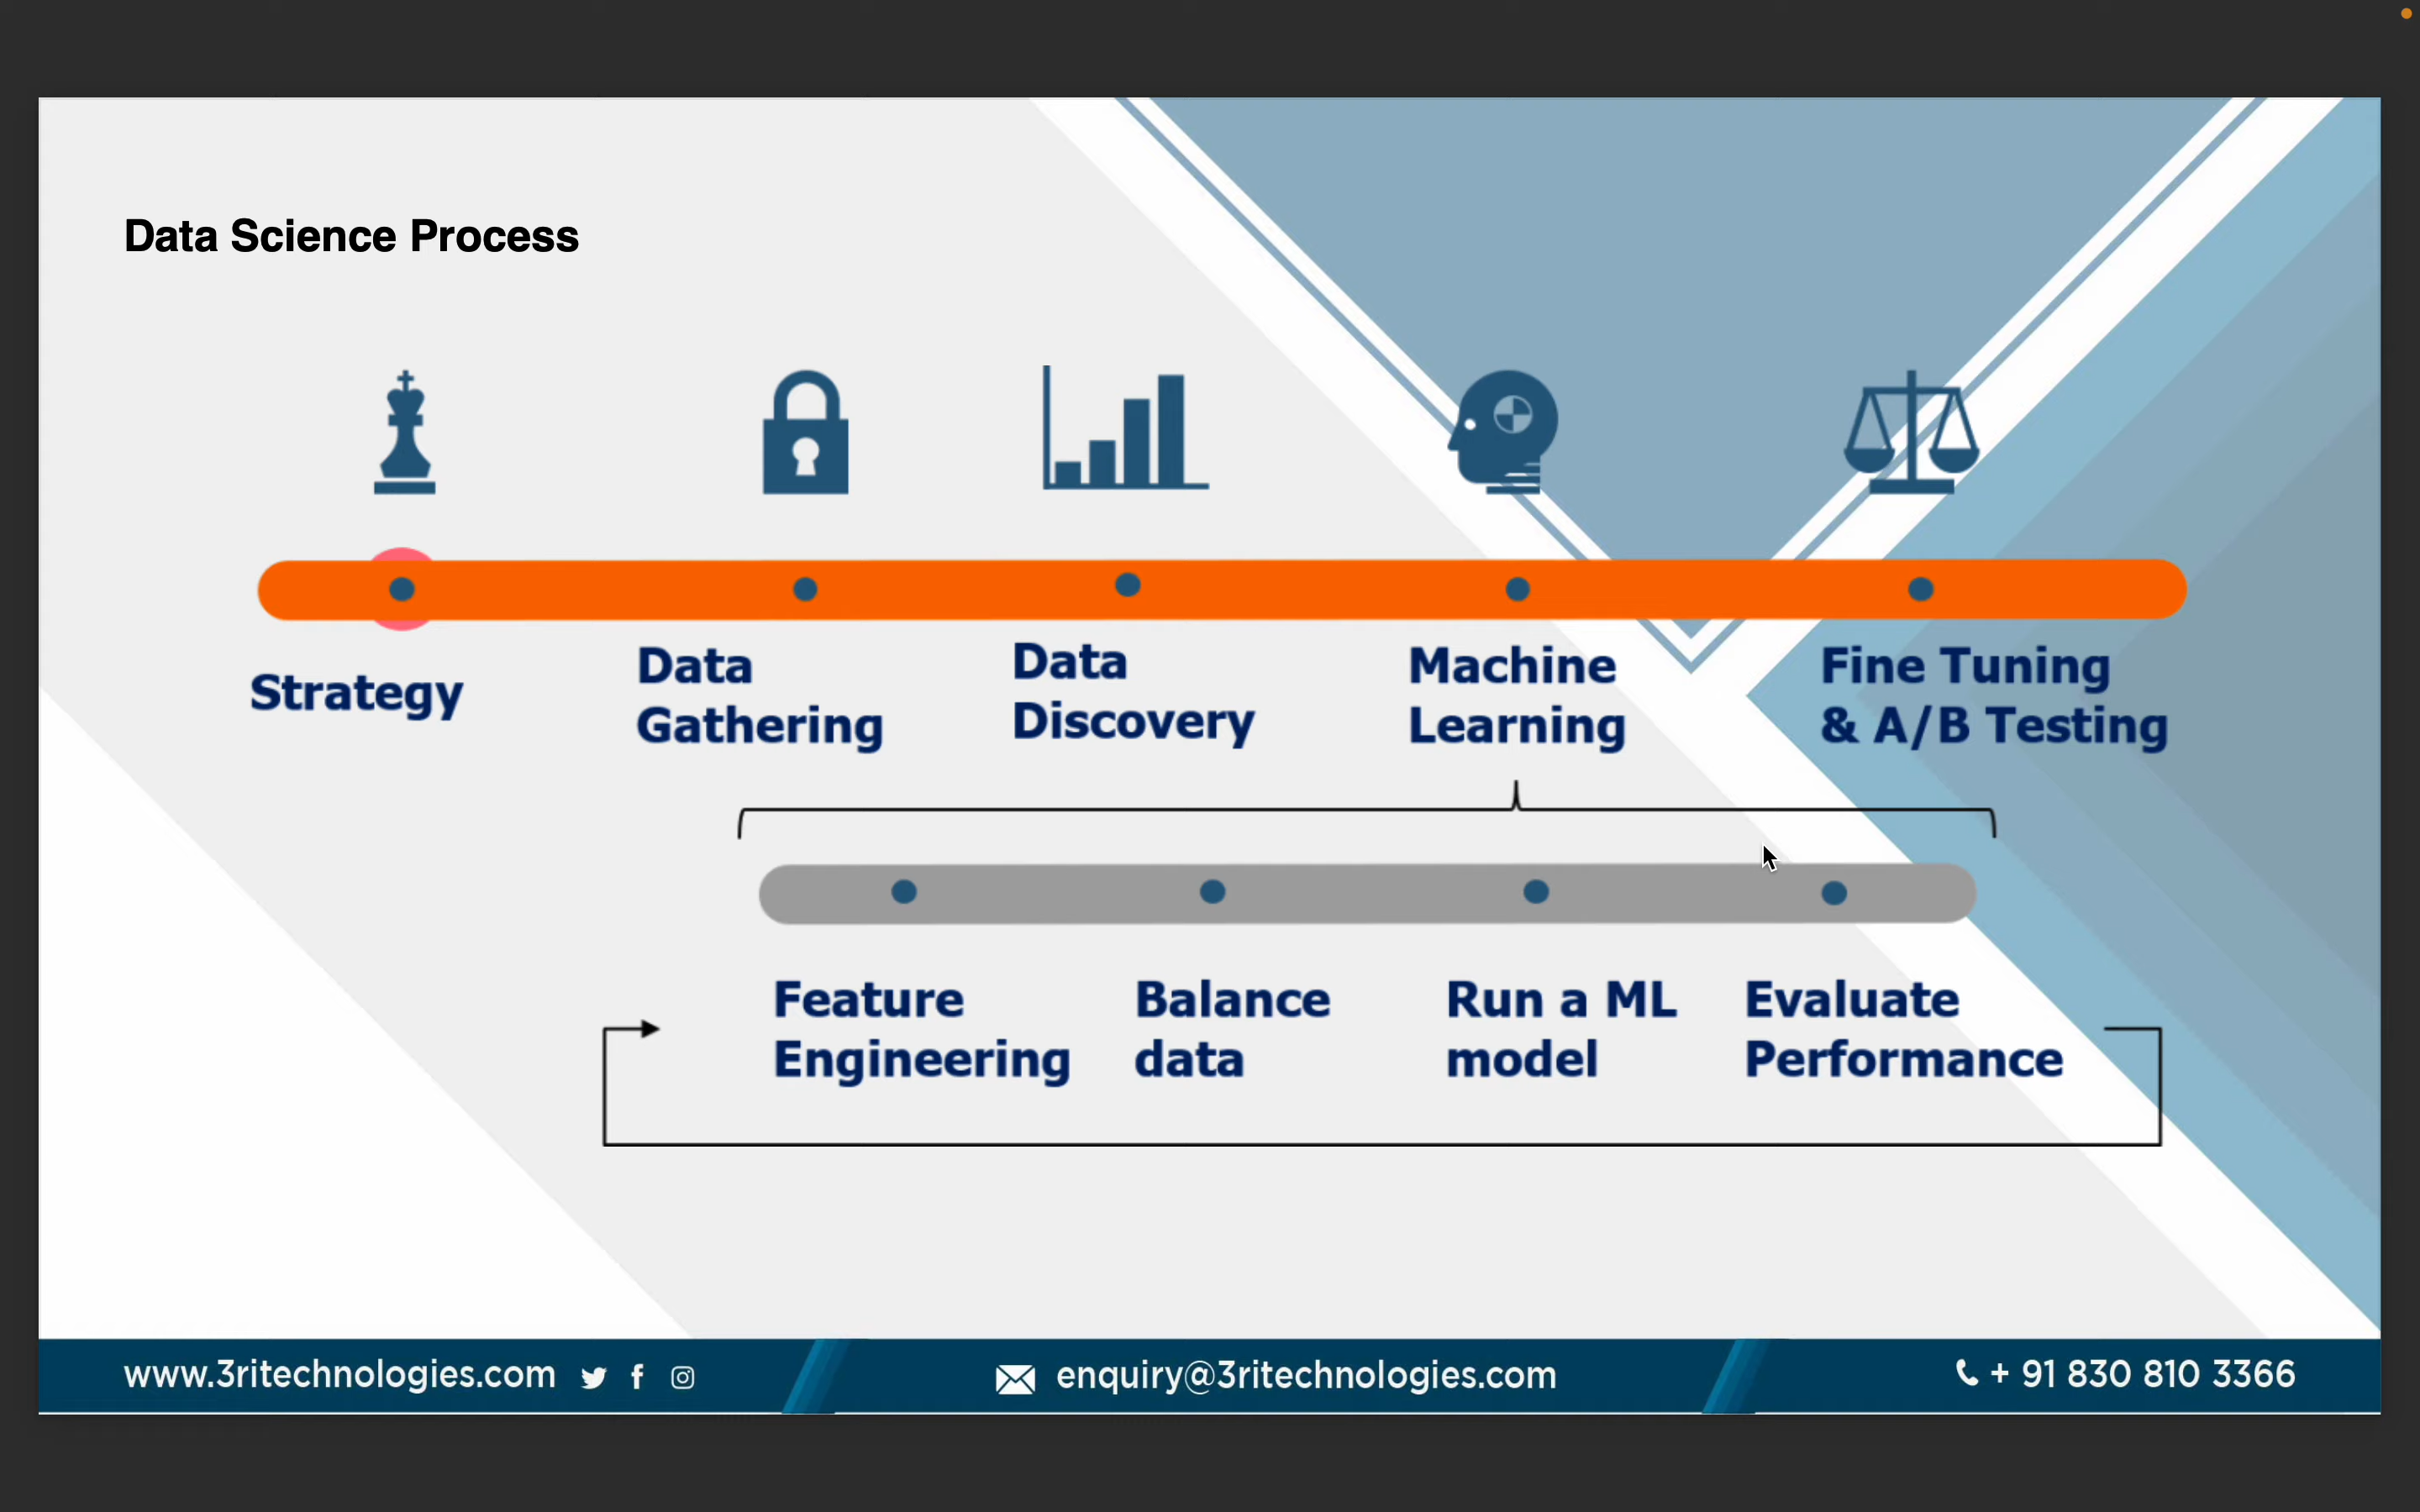 Data Science Process
Strategy
Data
Gathering
Data
Discovery
Machine
Learning
Fine Tuning
& A/B Testing
Feature
Engineering
Balance
data
Run a ML
model
Evaluate
Performance
www.3ritechnologies.com
enquiry@3ritechnologies.com
+ 91 830 810 3366